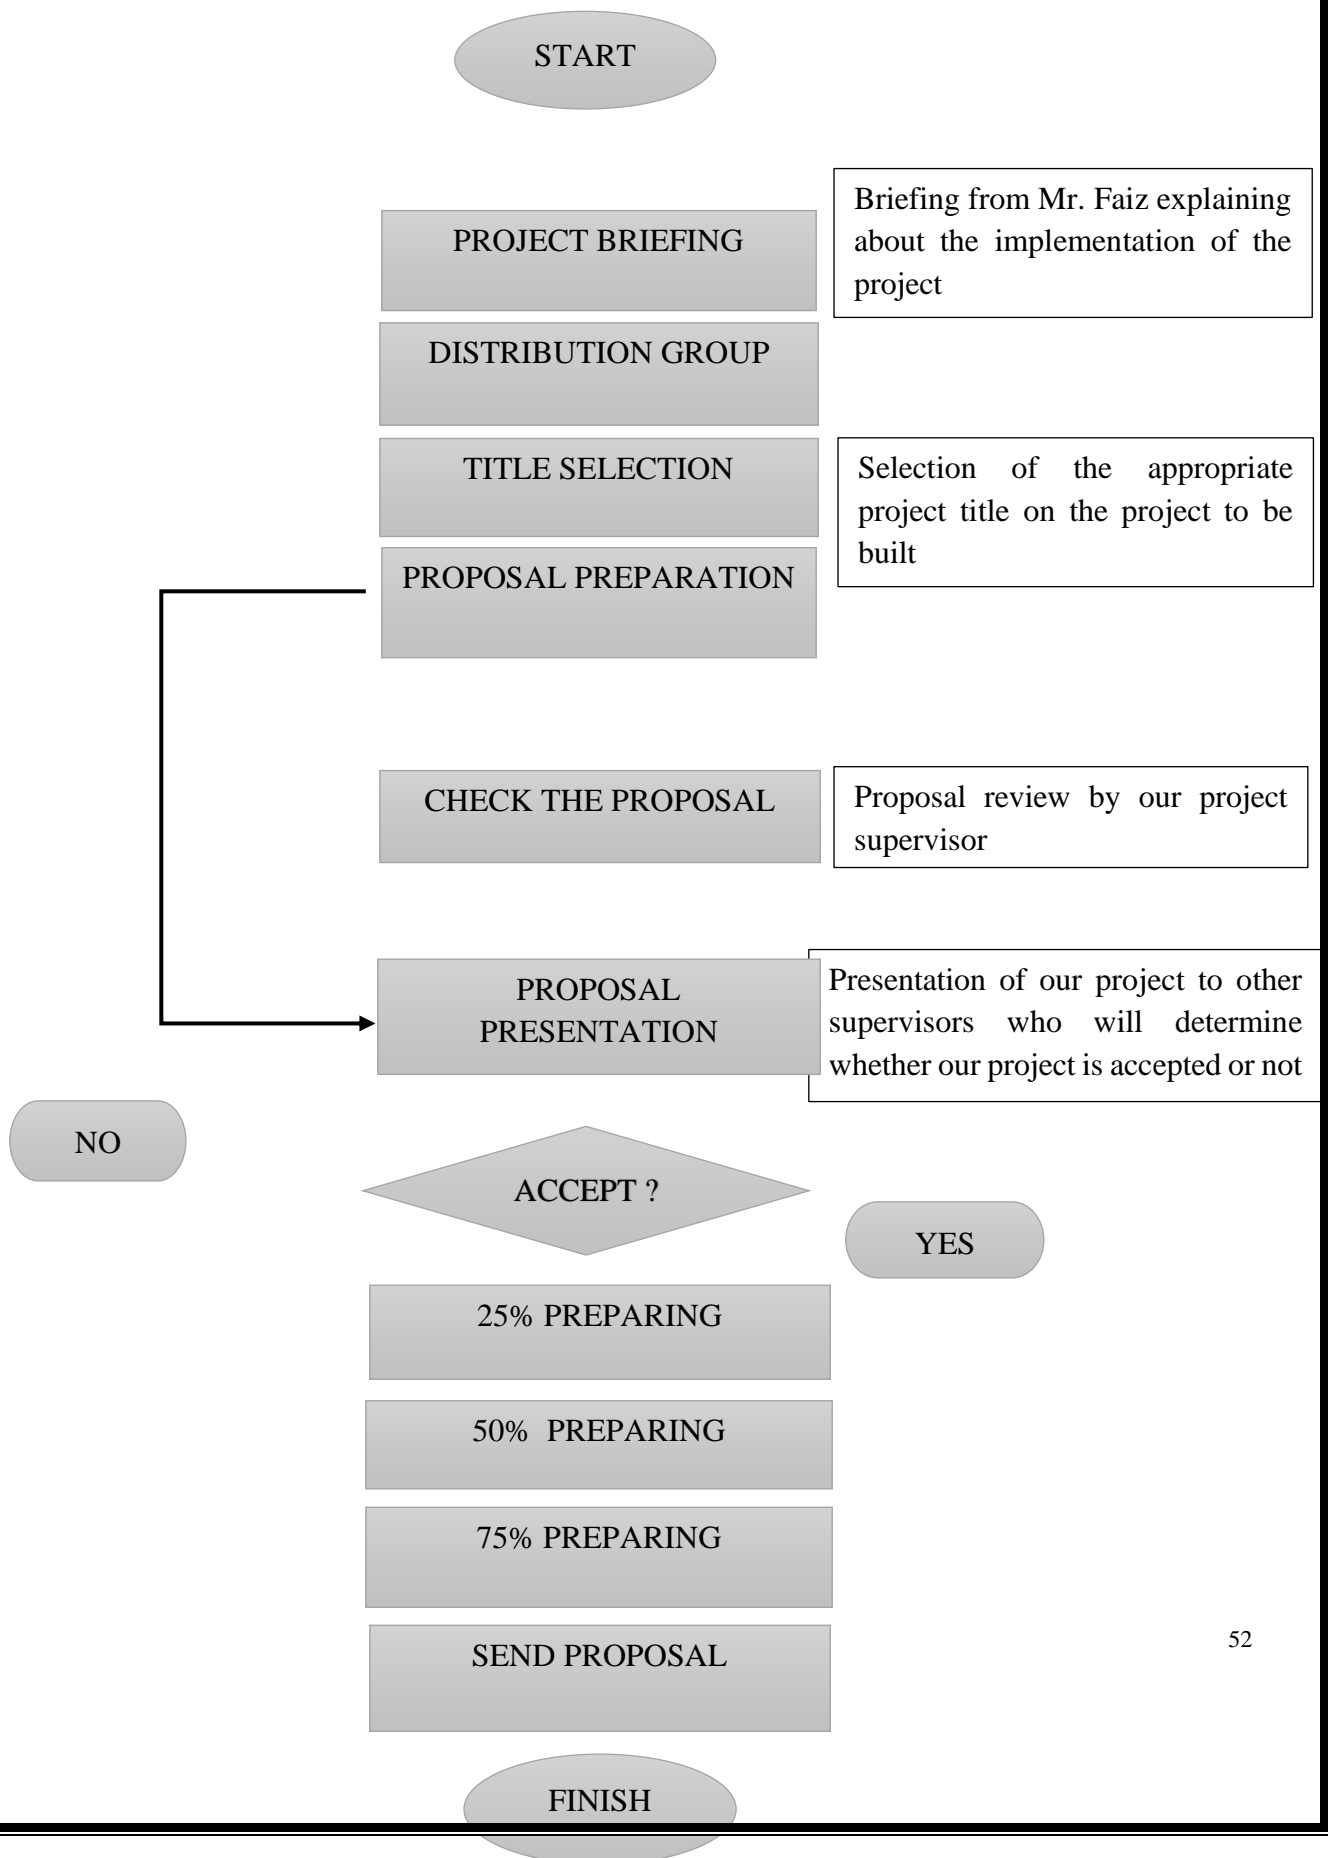 START
PROJECT BRIEFING
Briefing from Mr. Faiz explaining
about the implementation of the
project
DISTRIBUTION GROUP
TITLE SELECTION
Selection of the appropriate
project title on the project to be
built
PROPOSAL PREPARATION
CHECK THE PROPOSAL
Proposal review by our project
supervisor
PROPOSAL
PRESENTATION
Presentation of our project to other
supervisors who will determine
whether our project is accepted or not
NO
ACCEPT ?
YES
25% PREPARING
50% PREPARING
75% PREPARING
SEND PROPOSAL
52
FINISH